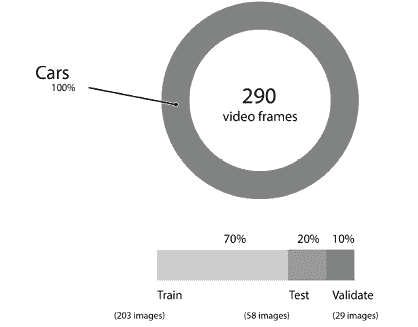 Cars
100%
290
video frames
70% 20% 10%
Train Test Validate
(203 images) (58 images) (29 images)